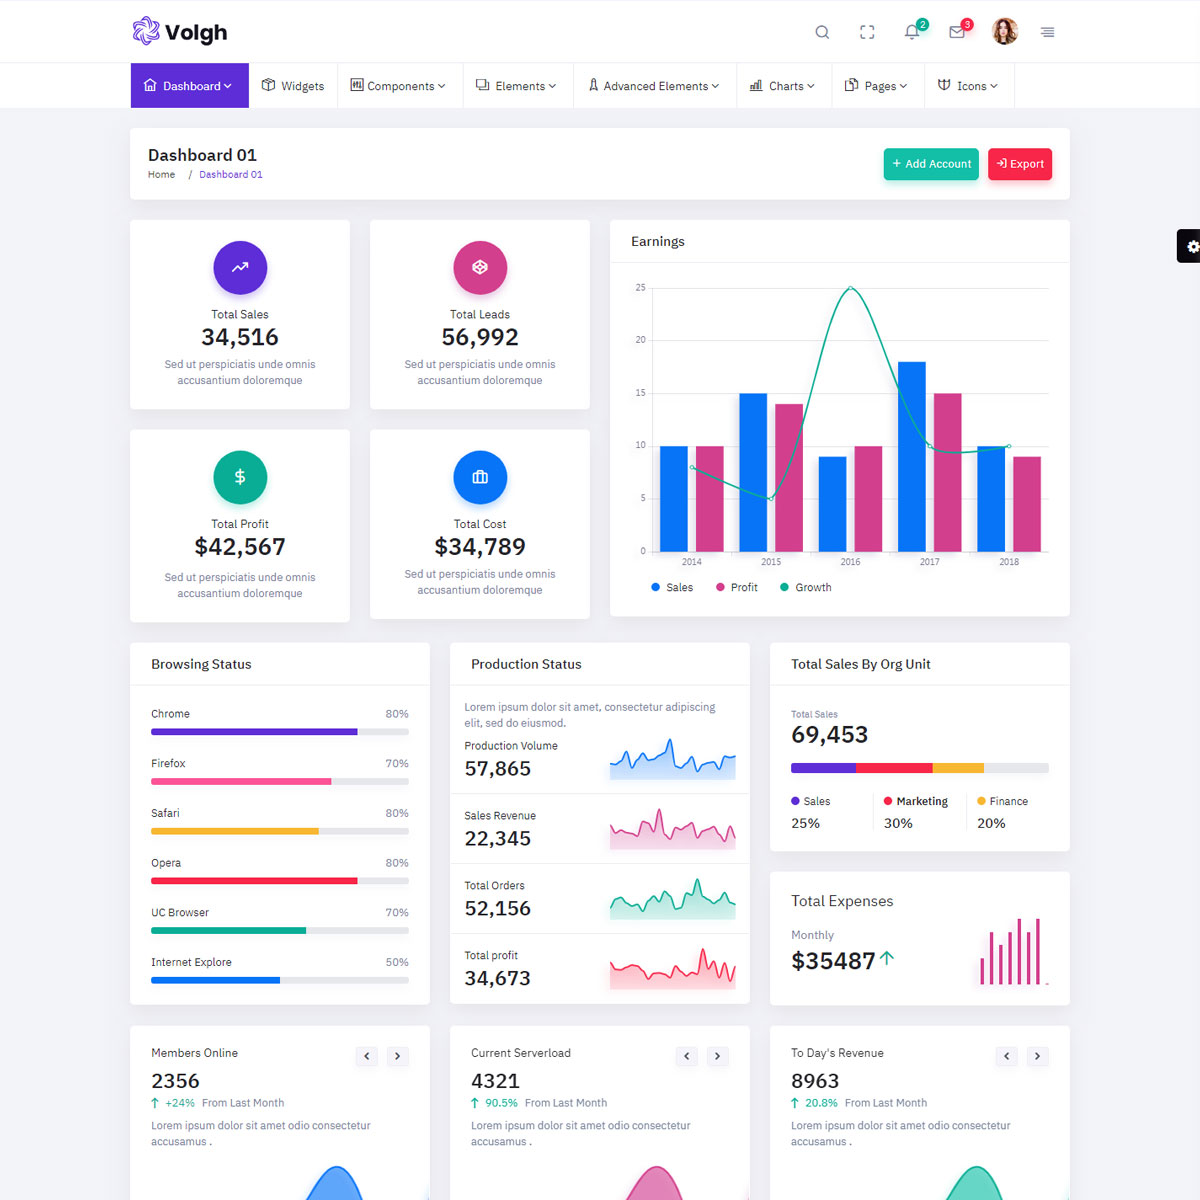 Volgh
2
3
Dashboard
Widgets
Components
Elements
Advanced Elements
Charts
Pages
Icons
Dashboard 01
Home / Dashboard 01
+ Add Account
Export
Total Sales
34,516
Sed ut perspiciatis unde omnis
accusantium doloremque
Total Leads
56,992
Sed ut perspiciatis unde omnis
accusantium doloremque
Total Profit
$42,567
Sed ut perspiciatis unde omnis
accusantium doloremque
Total Cost
$34,789
Sed ut perspiciatis unde omnis
accusantium doloremque
Earnings
25
20
15
10
5
0
2014
2015
2016
2017
2018
Sales
Profit
Growth
Browsing Status
Chrome 80%
Firefox 70%
Safari 80%
Opera 80%
UC Browser 70%
Internet Explore 50%
Production Status
Lorem ipsum dolor sit amet, consectetur adipiscing
elit, sed do eiusmod.
Production Volume
57,865
Sales Revenue
22,345
Total Orders
52,156
Total profit
34,673
Total Sales By Org Unit
Total Sales
69,453
Sales
25%
Marketing
30%
Finance
20%
Total Expenses
Monthly
$35487
Members Online
2356
+24% From Last Month
Lorem ipsum dolor sit amet odio consectetur
accusamus .
Current Serverload
4321
90.5% From Last Month
Lorem ipsum dolor sit amet odio consectetur
accusamus .
To Day's Revenue
8963
20.8% From Last Month
Lorem ipsum dolor sit amet odio consectetur
accusamus .